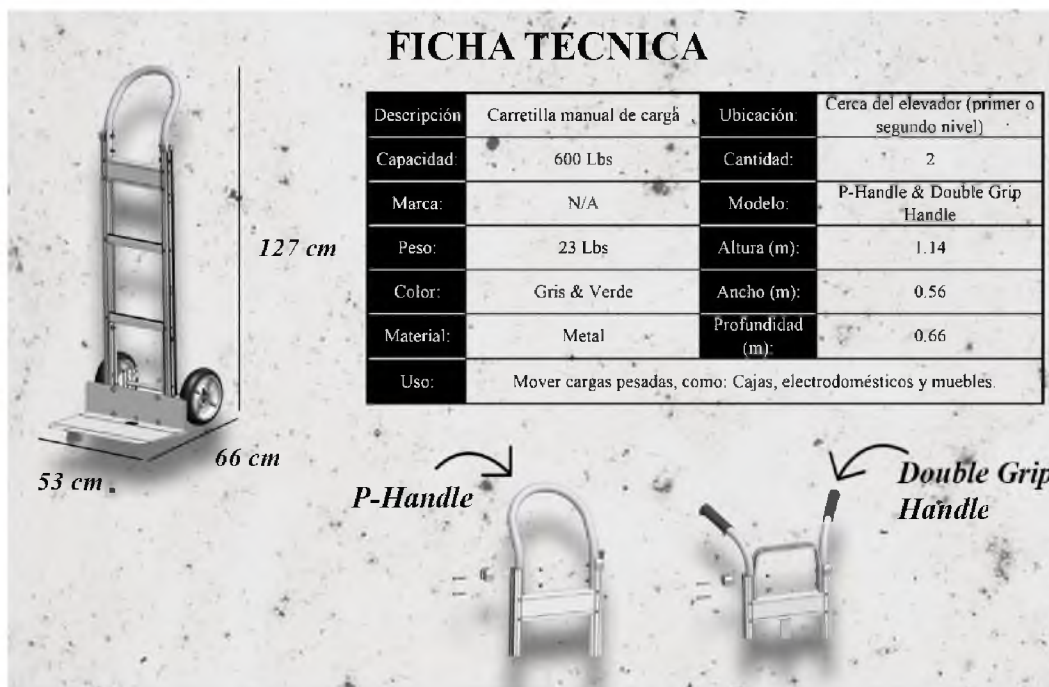 FICHA TÉCNICA
Descripción Carretilla manual de carga Ubicación: Cerca del elevador (primer o
segundo nivel)
Capacidad: 600 Lbs Cantidad: 2
Marca: N/A Modelo: P-Handle & Double Grip
Handle
Peso: 23 Lbs Altura (m): 1.14
Color: Gris & Verde Ancho (m): 0.56
Material: Metal Profundidad
(m): 0.66
Uso: Mover cargas pesadas, como: Cajas, electrodomésticos y muebles.
127 cm
66 cm
53 cm
P-Handle
Double Grip
Handle